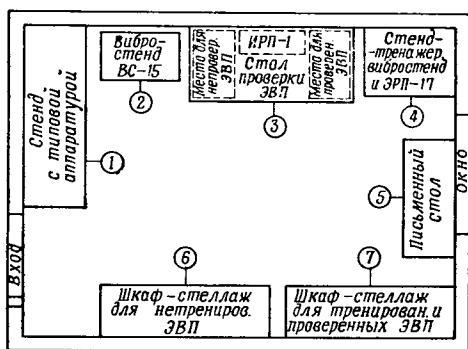 Стенд
с типовой
аппаратурой
1
Вибро-
стенд
ВС-15
2
Место для
непровер.
ЭВП
ИРП-1
Стол
проверки
ЭВП
Место для
проверен.
ЭВП
3
Стенд-
-тренажер,
вибростенд
и ЭРП-17
4
Письменный
стол
5
окно
Вход
6
Шкаф-стеллаж
для нетрениров.
ЭВП
7
Шкаф-стеллаж
для тренирован. и
проверенных ЭВП